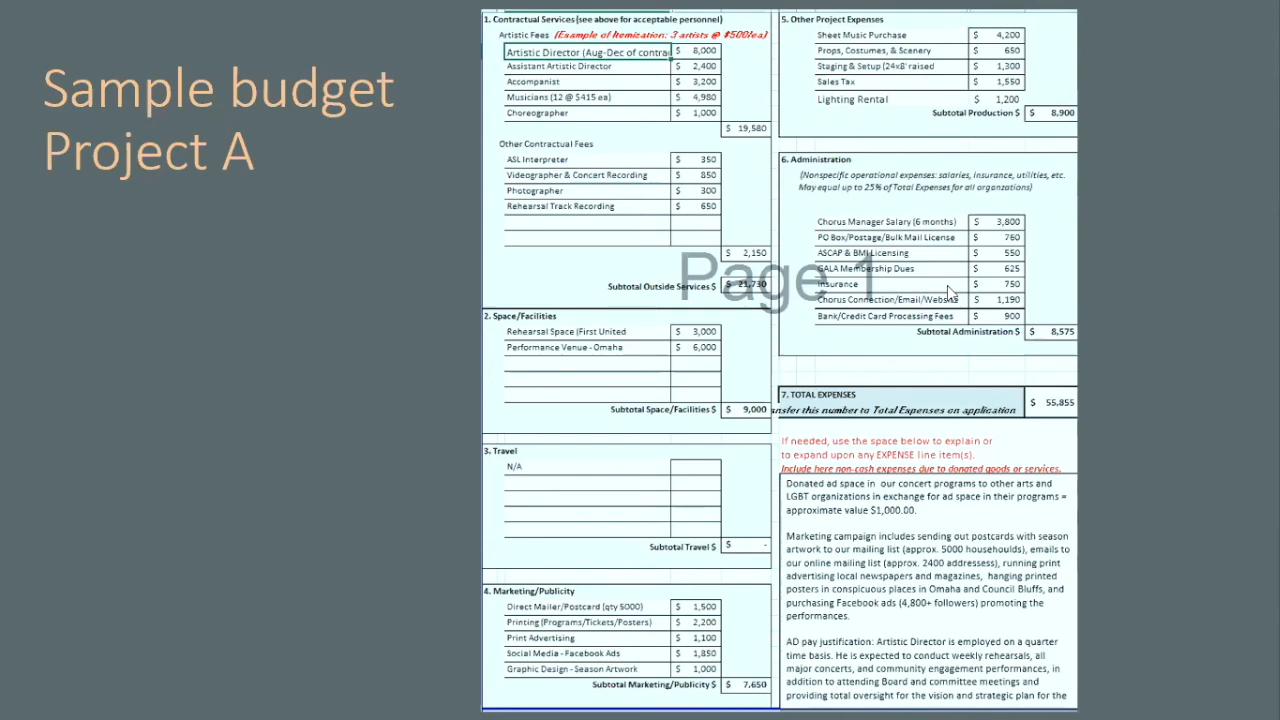 Sample budget
Project A
1. Contractual Services (see above for acceptable personnel)
Artistic Fees (Example of Itemization: 3 artists @ $500/ea)
Artistic Director (Aug-Dec of contrac $ 8,000
Assistant Artistic Director $ 2,400
Accompanist $ 3,200
Musicians (12 @ $415 ea) $ 4,980
Choreographer $ 1,000
$ 19,580
Other Contractual Fees
ASL Interpreter $ 350
Videographer & Concert Recording $ 850
Photographer $ 300
Rehearsal Track Recording $ 650
$ 2,150
Subtotal Outside Services $ $ 21,730
2. Space/Facilities
Rehearsal Space (First United $ 3,000
Performance Venue - Omaha $ 6,000
Subtotal Space/Facilities $ $ 9,000
3. Travel
N/A
Subtotal Travel $ $ -
4. Marketing/Publicity
Direct Mailer/Postcard (qty 5000) $ 1,500
Printing (Programs/Tickets/Posters) $ 2,200
Print Advertising $ 1,100
Social Media - Facebook Ads $ 1,850
Graphic Design - Season Artwork $ 1,000
Subtotal Marketing/Publicity $ $ 7,650
5. Other Project Expenses
Sheet Music Purchase $ 4,200
Props, Costumes, & Scenery $ 650
Staging & Setup (24x8' raised $ 1,300
Sales Tax $ 1,550
Lighting Rental $ 1,200
Subtotal Production $ $ 8,900
6. Administration
(Nonspecific operational expenses: salaries, insurance, utilities, etc.
May equal up to 25% of Total Expenses for all organzations)
Chorus Manager Salary (6 months) $ 3,800
PO Box/Postage/Bulk Mail License $ 760
ASCAP & BMI Licensing $ 550
GALA Membership Dues $ 625
Insurance $ 750
Chorus Connection/Email/Website $ 1,190
Bank/Credit Card Processing Fees $ 900
Subtotal Administration $ $ 8,575
Page 1
7. TOTAL EXPENSES $ 55,855
ansfer this number to Total Expenses on application
If needed, use the space below to explain or
to expand upon any EXPENSE line item(s).
Include here non-cash expenses due to donated goods or services.
Donated ad space in our concert programs to other arts and
LGBT organizations in exchange for ad space in their programs =
approximate value $1,000.00.
Marketing campaign includes sending out postcards with season
artwork to our mailing list (approx. 5000 househoulds), emails to
our online mailing list (approx. 2400 addressess), running print
advertising local newspapers and magazines, hanging printed
posters in conspicuous places in Omaha and Council Bluffs, and
purchasing Facebook ads (4,800+ followers) promoting the
performances.
AD pay justification: Artistic Director is employed on a quarter
time basis. He is expected to conduct weekly rehearsals, all
major concerts, and community engagement performances, in
addition to attending Board and committee meetings and
providing total oversight for the vision and strategic plan for the